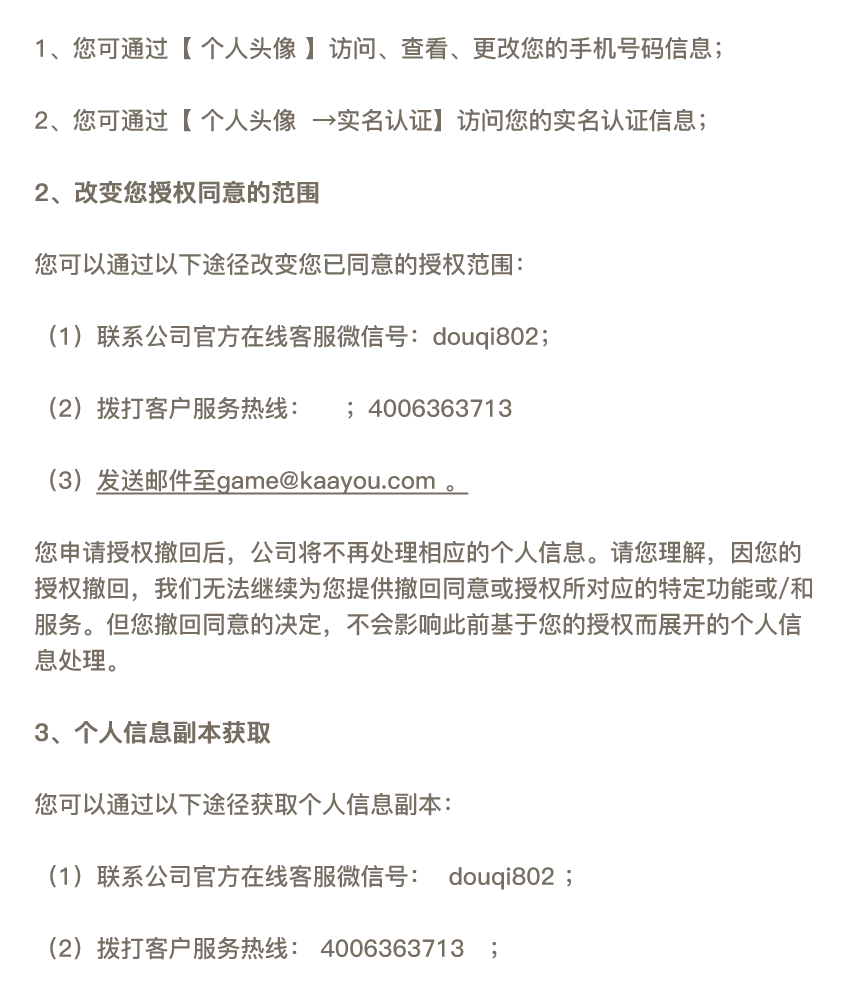 1、您可通过【 个人头像 】访问、查看、更改您的手机号码信息；
2、您可通过【 个人头像  →实名认证】访问您的实名认证信息；
2、改变您授权同意的范围
您可以通过以下途径改变您已同意的授权范围：
（1）联系公司官方在线客服微信号：douqi802；
（2）拨打客户服务热线：    ；4006363713
（3）发送邮件至game@kaayou.com 。
您申请授权撤回后，公司将不再处理相应的个人信息。请您理解，因您的
授权撤回，我们无法继续为您提供撤回同意或授权所对应的特定功能或/和
服务。但您撤回同意的决定，不会影响此前基于您的授权而展开的个人信
息处理。
3、个人信息副本获取
您可以通过以下途径获取个人信息副本：
（1）联系公司官方在线客服微信号：  douqi802 ；
（2）拨打客户服务热线： 4006363713  ；